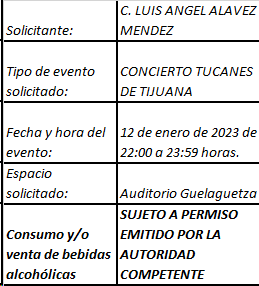 C. LUIS ANGEL ALAVEZ
Solicitante: MENDEZ
Tipo de evento CONCIERTO TUCANES
solicitado: DE TIJUANA
Fecha y hora del 12 de enero de 2023 de
evento: 22:00 a 23:59 horas.
Espacio
solicitado: Auditorio Guelaguetza
SUJETO A PERMISO
Consumo y/o EMITIDO POR LA
venta de bebidas AUTORIDAD
alcohólicas COMPETENTE